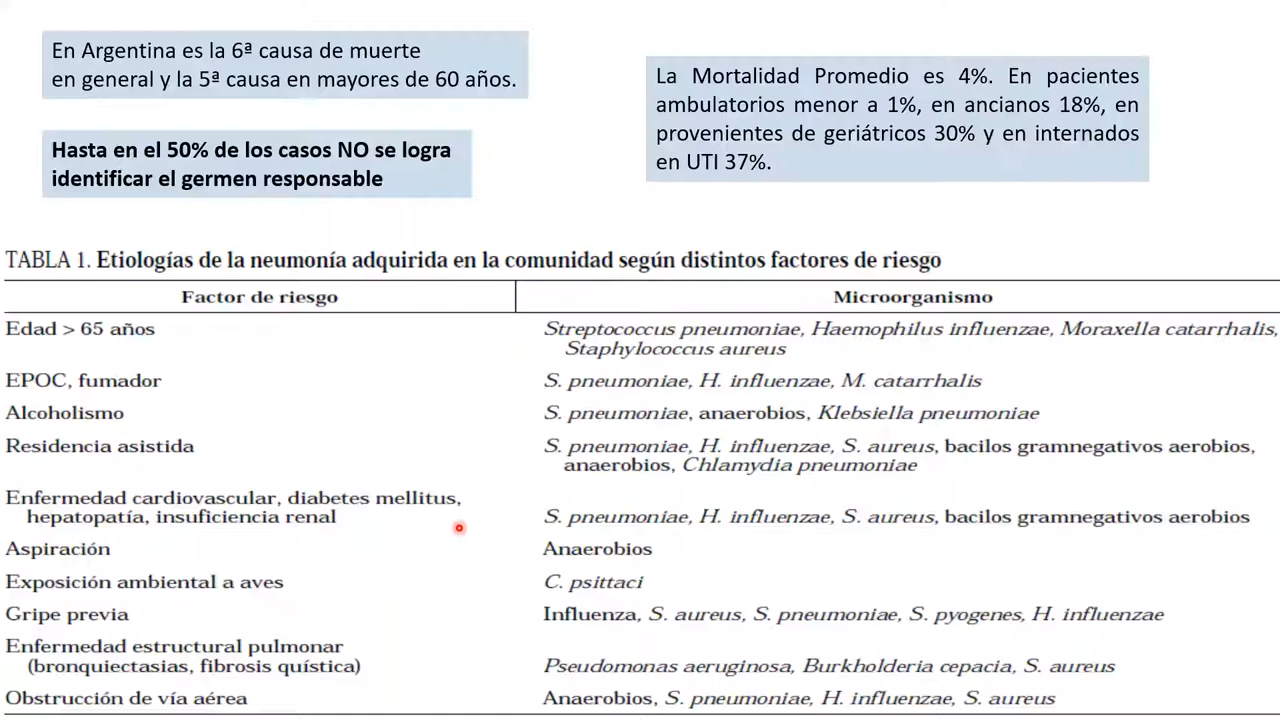 En Argentina es la 6ª causa de muerte
en general y la 5ª causa en mayores de 60 años.
Hasta en el 50% de los casos NO se logra
identificar el germen responsable
La Mortalidad Promedio es 4%. En pacientes
ambulatorios menor a 1%, en ancianos 18%, en
provenientes de geriátricos 30% y en internados
en UTI 37%.
TABLA 1. Etiologías de la neumonía adquirida en la comunidad según distintos factores de riesgo
Factor de riesgo Microorganismo
Edad > 65 años Streptococcus pneumoniae, Haemophilus influenzae, Moraxella catarrhalis,
Staphylococcus aureus
EPOC, fumador S. pneumoniae, H. influenzae, M. catarrhalis
Alcoholismo S. pneumoniae, anaerobios, Klebsiella pneumoniae
Residencia asistida S. pneumoniae, H. influenzae, S. aureus, bacilos gramnegativos aerobios,
anaerobios, Chlamydia pneumoniae
Enfermedad cardiovascular, diabetes mellitus,
hepatopatía, insuficiencia renal S. pneumoniae, H. influenzae, S. aureus, bacilos gramnegativos aerobios
Aspiración Anaerobios
Exposición ambiental a aves C. psittaci
Gripe previa Influenza, S. aureus, S. pneumoniae, S. pyogenes, H. influenzae
Enfermedad estructural pulmonar
(bronquiectasias, fibrosis quística) Pseudomonas aeruginosa, Burkholderia cepacia, S. aureus
Obstrucción de vía aérea Anaerobios, S. pneumoniae, H. influenzae, S. aureus